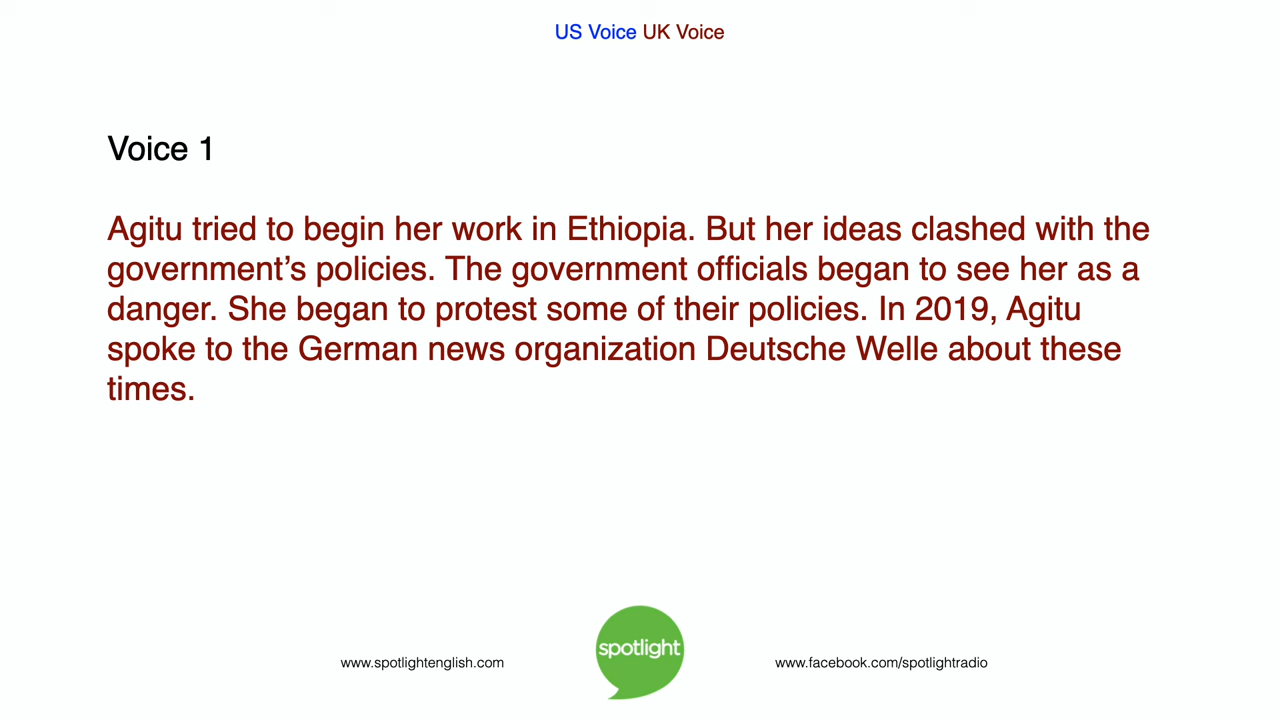 US Voice UK Voice
Voice 1
Agitu tried to begin her work in Ethiopia. But her ideas clashed with the
government’s policies. The government officials began to see her as a
danger. She began to protest some of their policies. In 2019, Agitu
spoke to the German news organization Deutsche Welle about these
times.
www.spotlightenglish.com
spotlight
www.facebook.com/spotlightradio